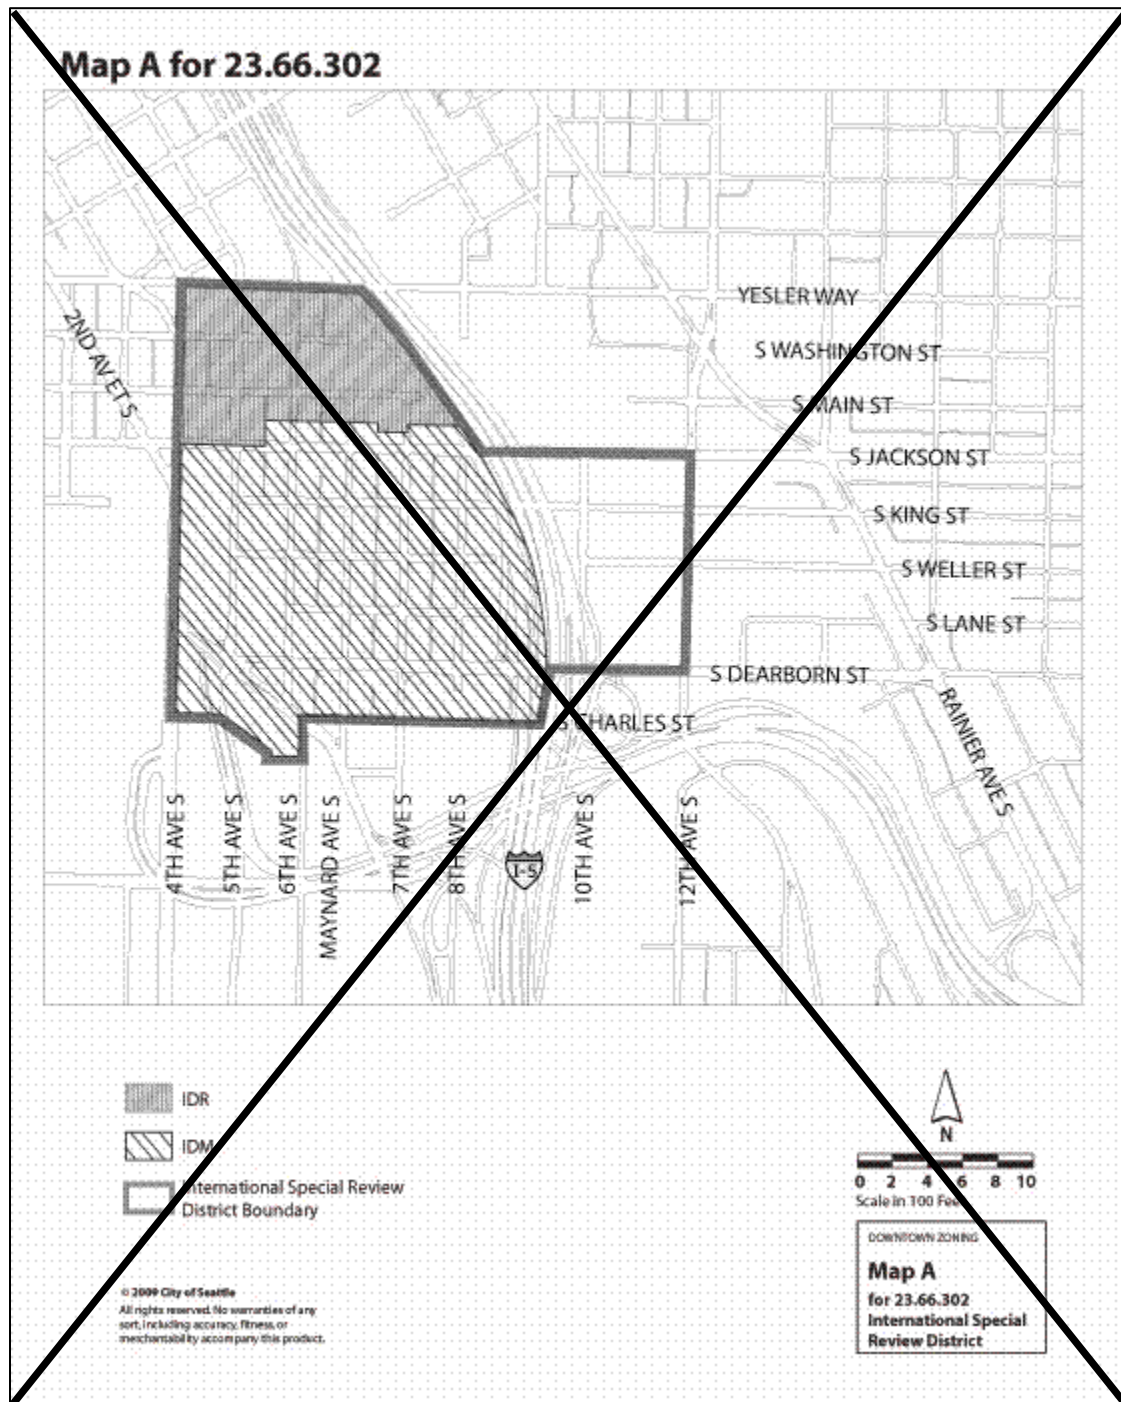 Map A for 23.66.302
YESLER WAY
2ND AV ET S
S WASHINGTON ST
S MAIN ST
S JACKSON ST
S KING ST
S WELLER ST
S LANE ST
S DEARBORN ST
RAINIER AVE S
S CHARLES ST
4TH AVE S
5TH AVE S
6TH AVE S
MAYNARD AVE S
7TH AVE S
8TH AVE S
I-5
10TH AVE S
12TH AVE S
IDR
IDM
International Special Review
District Boundary
N
0 2 4 6 8 10
Scale in 100 Feet
DOWNTOWN ZONING
Map A
for 23.66.302
International Special
Review District
© 2009 City of Seattle
All rights reserved. No warranties of any
sort, including accuracy, fitness, or
merchantability accompany this product.